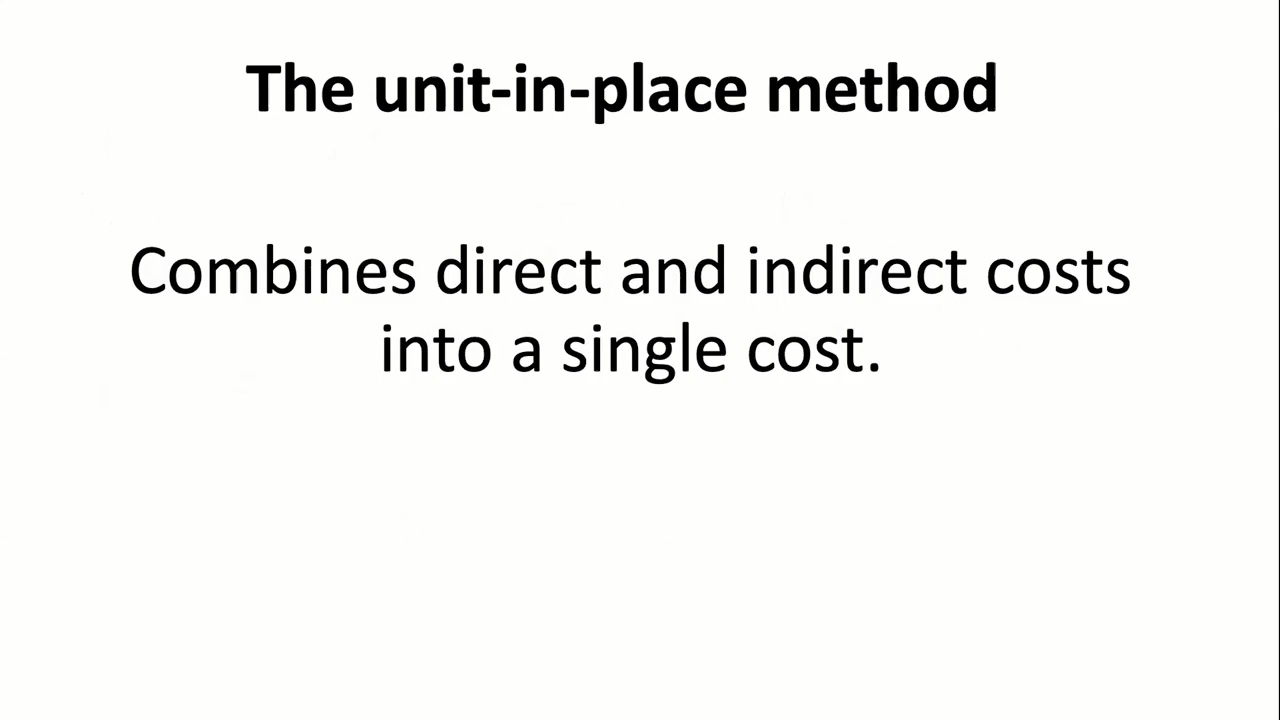 The unit-in-place method
Combines direct and indirect costs
into a single cost.